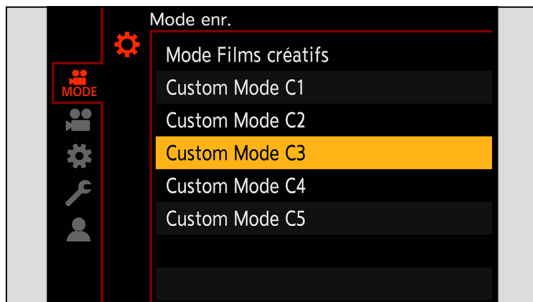 Mode enr.
Mode Films créatifs
MODE
Custom Mode C1
Custom Mode C2
Custom Mode C3
Custom Mode C4
Custom Mode C5